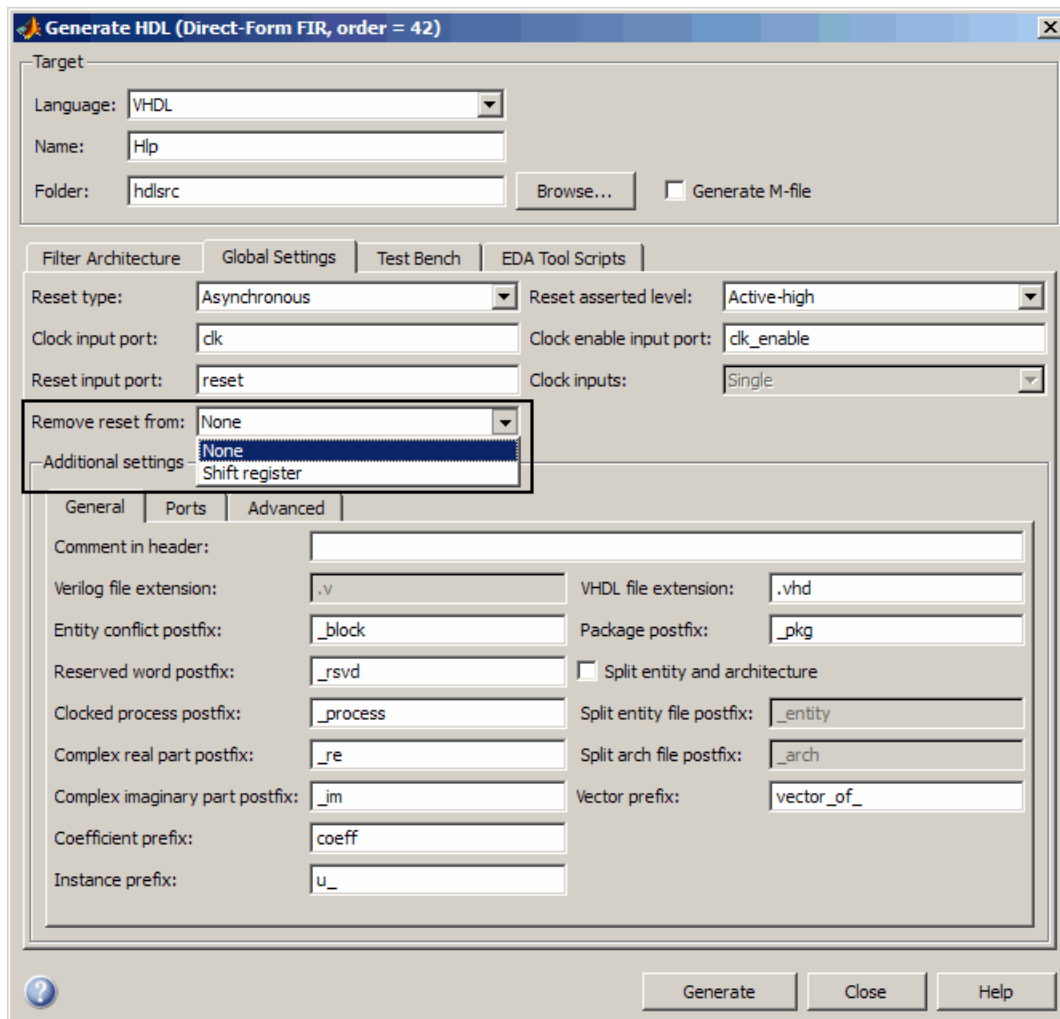 Generate HDL (Direct-Form FIR, order = 42)
Target
Language: VHDL
Name: Hlp
Folder: hdlsrc Browse... Generate M-file
Filter Architecture Global Settings Test Bench EDA Tool Scripts
Reset type: Asynchronous Reset asserted level: Active-high
Clock input port: clk Clock enable input port: clk_enable
Reset input port: reset Clock inputs: Single
Remove reset from: None
None
Additional settings
Shift register
General Ports Advanced
Comment in header:
Verilog file extension: .v VHDL file extension: .vhd
Entity conflict postfix: _block Package postfix: _pkg
Reserved word postfix: _rsvd Split entity and architecture
Clocked process postfix: _process Split entity file postfix: _entity
Complex real part postfix: _re Split arch file postfix: _arch
Complex imaginary part postfix: _im Vector prefix: vector_of_
Coefficient prefix: coeff
Instance prefix: u_
? Generate Close Help